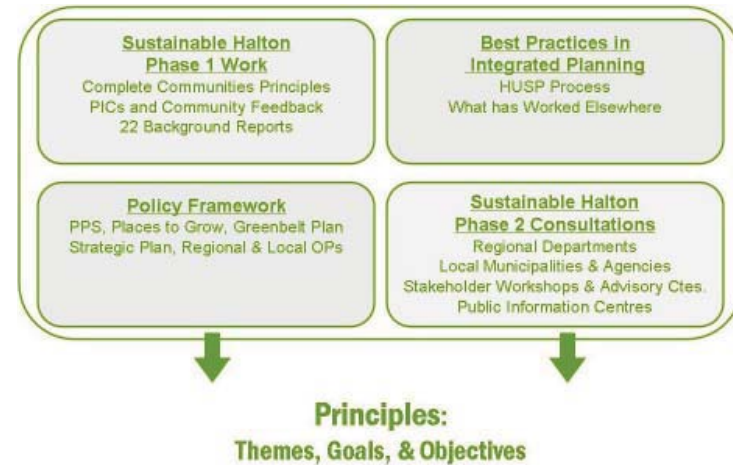 Sustainable Halton
Phase 1 Work
Complete Communities Principles
PICs and Community Feedback
22 Background Reports
Best Practices in
Integrated Planning
HUSP Process
What has Worked Elsewhere
Policy Framework
PPS, Places to Grow, Greenbelt Plan
Strategic Plan, Regional & Local OPs
Sustainable Halton
Phase 2 Consultations
Regional Departments
Local Municipalities & Agencies
Stakeholder Workshops & Advisory Ctes.
Public Information Centres
Principles:
Themes, Goals, & Objectives